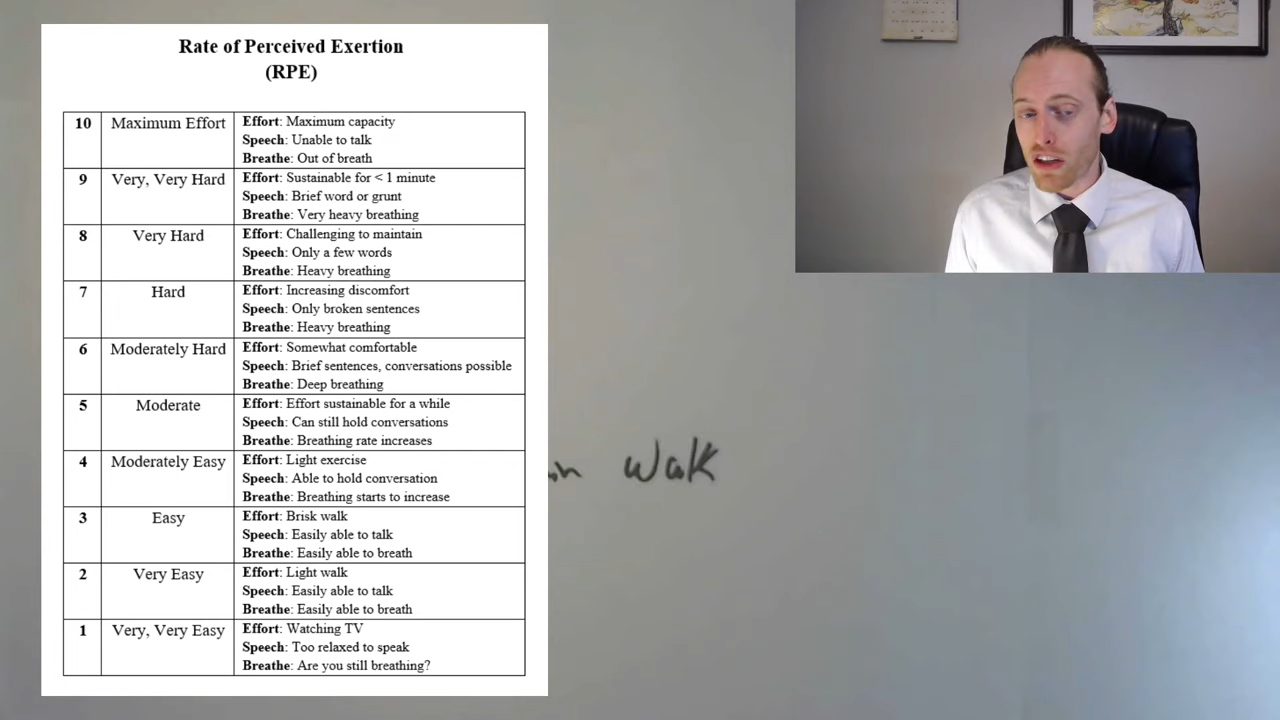 Rate of Perceived Exertion
(RPE)
10 Maximum Effort Effort: Maximum capacity
Speech: Unable to talk
Breathe: Out of breath
9 Very, Very Hard Effort: Sustainable for < 1 minute
Speech: Brief word or grunt
Breathe: Very heavy breathing
8 Very Hard Effort: Challenging to maintain
Speech: Only a few words
Breathe: Heavy breathing
7 Hard Effort: Increasing discomfort
Speech: Only broken sentences
Breathe: Heavy breathing
6 Moderately Hard Effort: Somewhat comfortable
Speech: Brief sentences, conversations possible
Breathe: Deep breathing
5 Moderate Effort: Effort sustainable for a while
Speech: Can still hold conversations
Breathe: Breathing rate increases
4 Moderately Easy Effort: Light exercise
Speech: Able to hold conversation
Breathe: Breathing starts to increase
3 Easy Effort: Brisk walk
Speech: Easily able to talk
Breathe: Easily able to breath
2 Very Easy Effort: Light walk
Speech: Easily able to talk
Breathe: Easily able to breath
1 Very, Very Easy Effort: Watching TV
Speech: Too relaxed to speak
Breathe: Are you still breathing?
walk